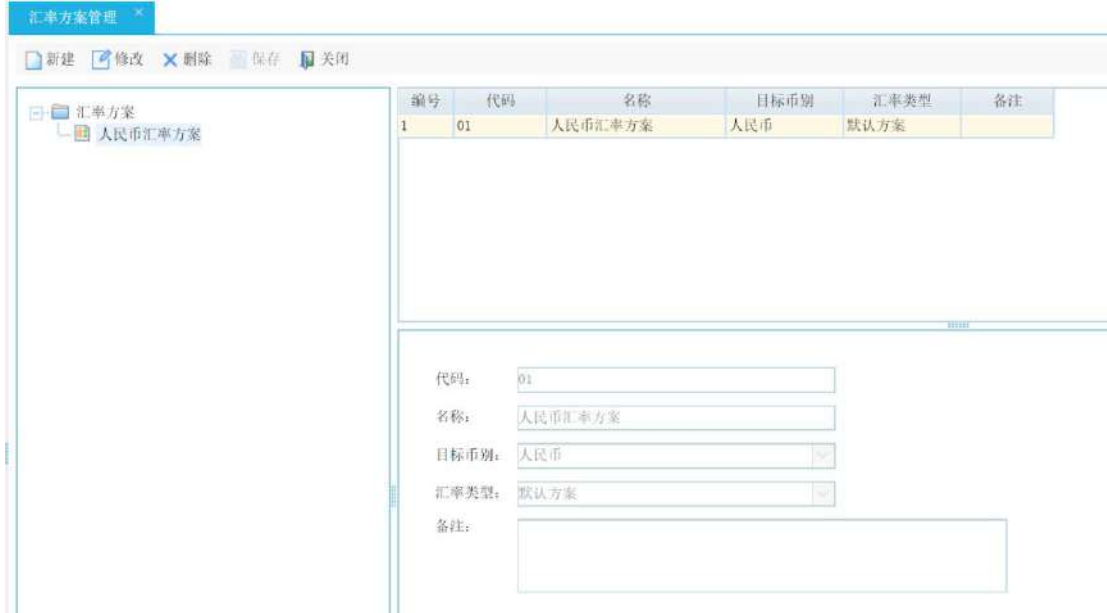 汇率方案管理 ×
新建 修改 删除 保存 关闭
汇率方案
人民币汇率方案
编号 代码 名称 目标币别 汇率类型 备注
1 01 人民币汇率方案 人民币 默认方案
代码： 01
名称： 人民币汇率方案
目标币别： 人民币
汇率类型： 默认方案
备注：